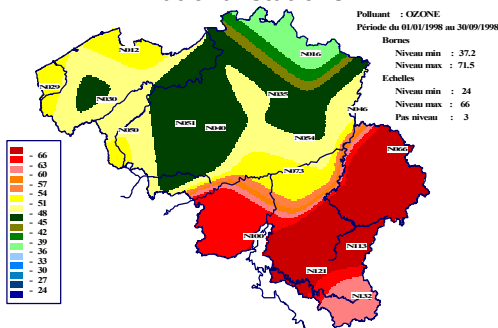 Polluant : OZONE
Période du 01/01/1998 au 30/09/1998
Bornes
Niveau min : 37.2
Niveau max : 71.5
Echelles
Niveau min : 24
Niveau max : 66
Pas niveau : 3
N012
N016
N029
N030
N035
N046
N051
N040
N050
N054
N073
N066
N100
N113
N121
N132
- 66
- 63
- 60
- 57
- 54
- 51
- 48
- 45
- 42
- 39
- 36
- 33
- 30
- 27
- 24